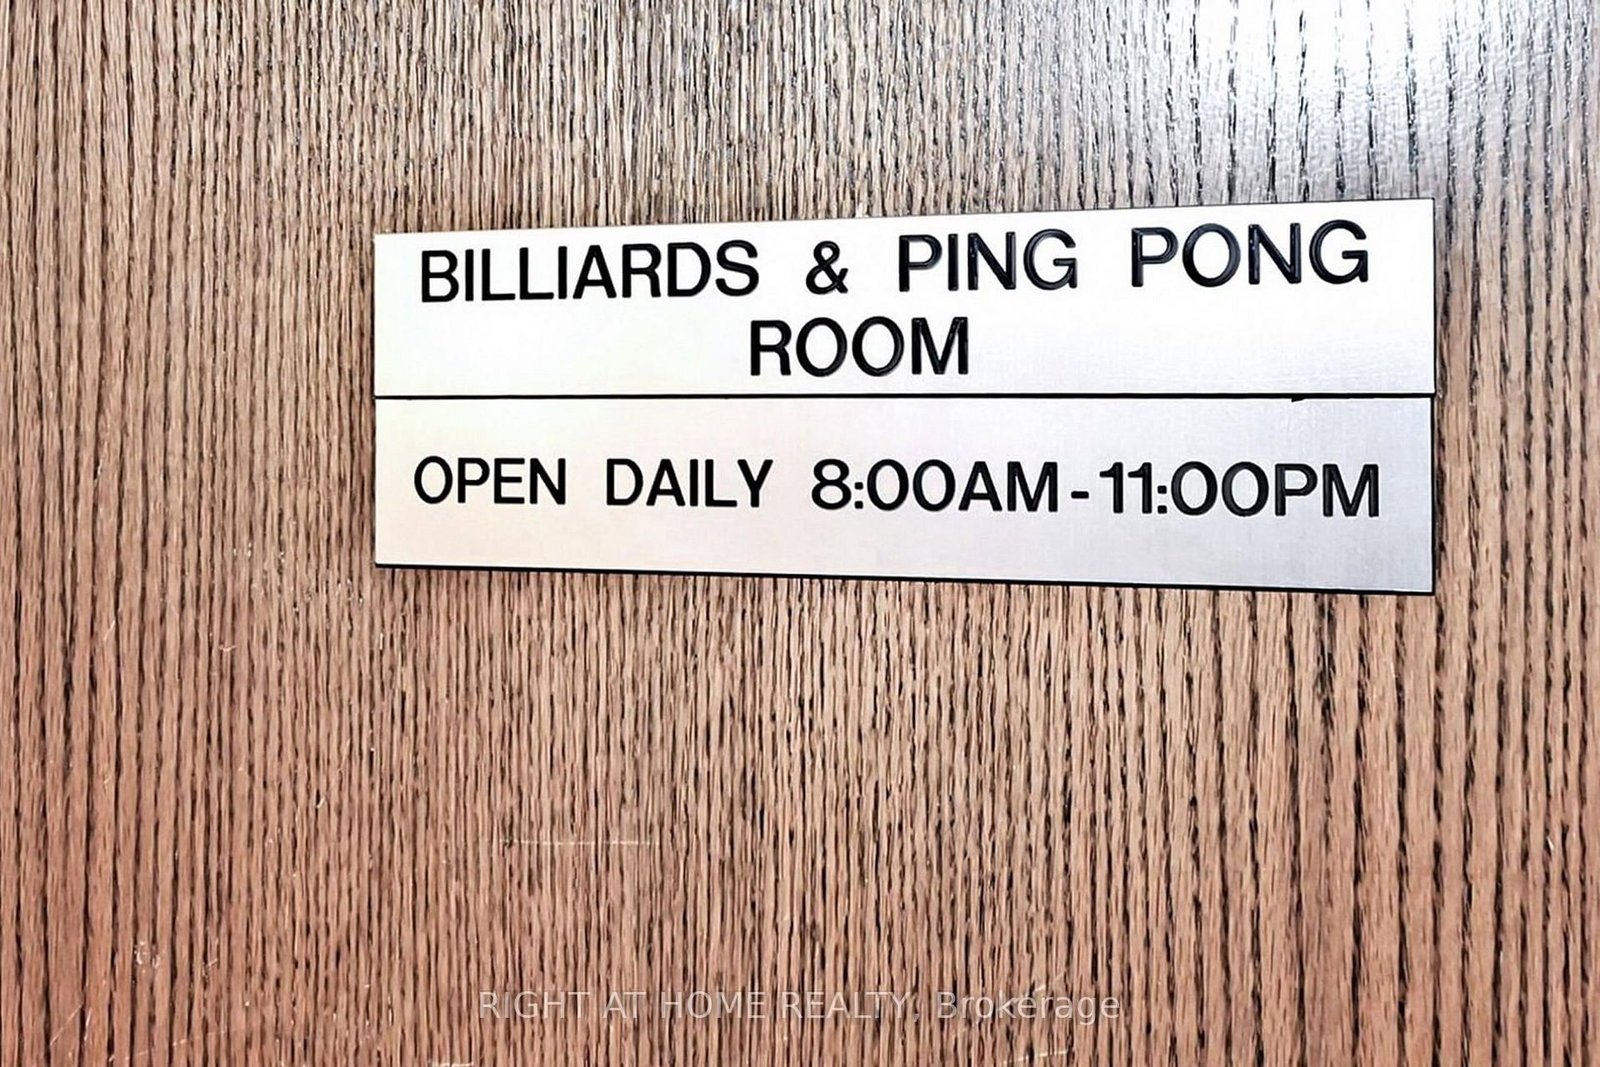 BILLIARDS & PING PONG
ROOM
OPEN DAILY 8:00AM-11:00PM
RIGHT AT HOME REALTY, Brokerage